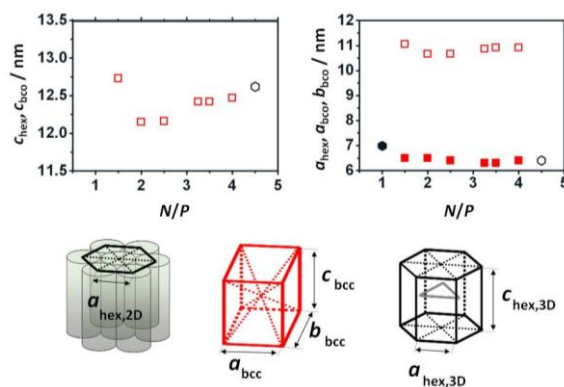 c_hex, c_bco / nm
13.5
13.0
12.5
12.0
11.5
1 2 3 4 5
N/P
a_hex, a_bco, b_bco / nm
12
11
10
9
8
7
6
1 2 3 4 5
N/P
a_hex,2D
a_bcc
b_bcc
c_bcc
a_hex,3D
c_hex,3D